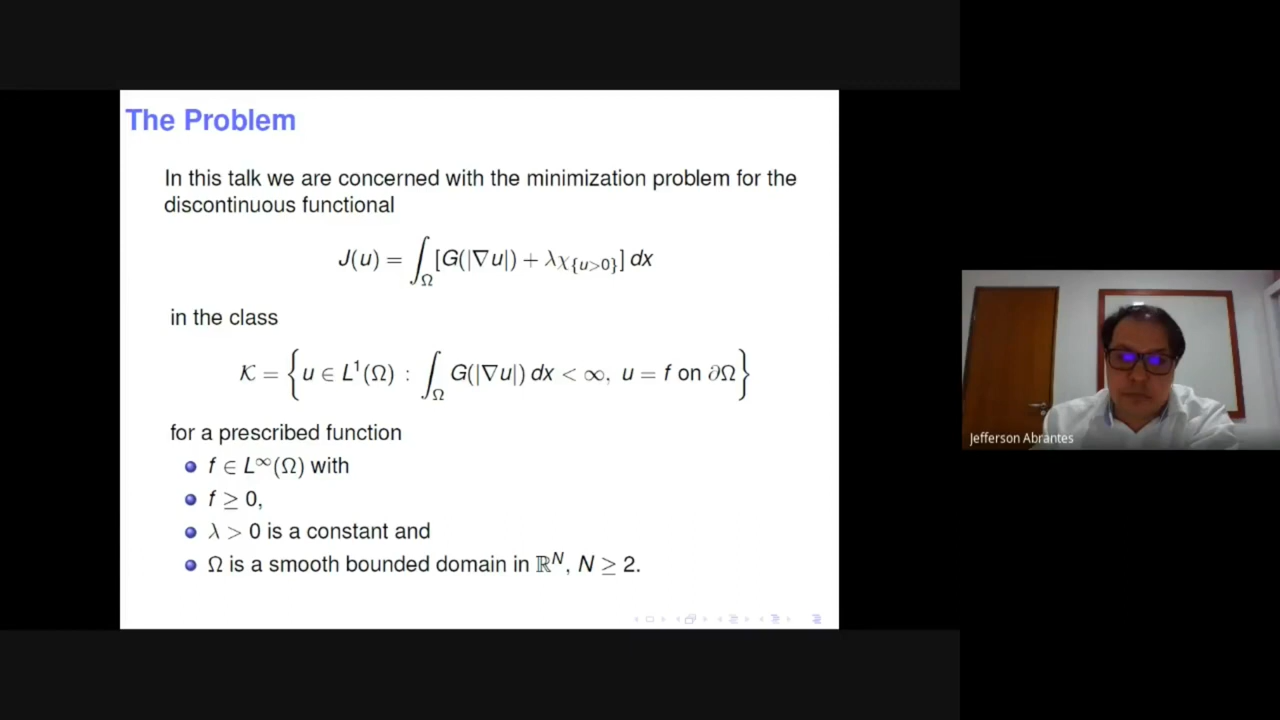 The Problem
In this talk we are concerned with the minimization problem for the
discontinuous functional
J(u) = ∫_Ω [G(|∇u|) + λχ_{u>0}] dx
in the class
𝒦 = { u ∈ L¹(Ω) : ∫_Ω G(|∇u|) dx < ∞, u = f on ∂Ω }
for a prescribed function
f ∈ L^∞(Ω) with
f ≥ 0,
λ > 0 is a constant and
Ω is a smooth bounded domain in ℝ^N, N ≥ 2.
Jefferson Abrantes